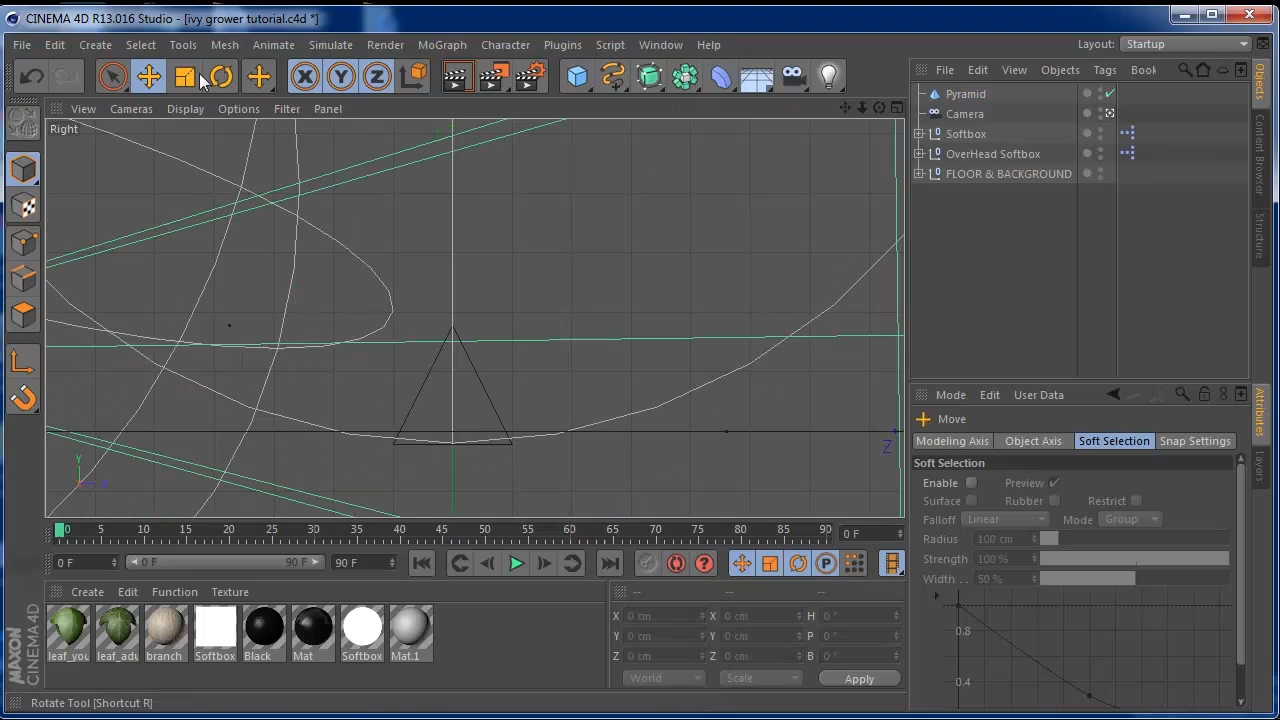 CINEMA 4D R13.016 Studio - [ivy grower tutorial.c4d *]
File Edit Create Select Tools Mesh Animate Simulate Render MoGraph Character Plugins Script Window Help
Layout: Startup
File Edit View Objects Tags Book
View Cameras Display Options Filter Panel
Right
Pyramid
Camera
Softbox
OverHead Softbox
FLOOR & BACKGROUND
Objects
Content Browser
Structure
Y
Z
Mode Edit User Data
Move
Modeling Axis Object Axis Soft Selection Snap Settings
Soft Selection
Enable Preview
Surface Rubber Restrict
Falloff Linear Mode Group
Radius 100 cm
Strength 100 %
Width . . 50 %
0.8
0.4
Attributes
Layers
0 5 10 15 20 25 30 35 40 45 50 55 60 65 70 75 80 85 90 0 F
0 F 0 F 90 F 90 F
Create Edit Function Texture
leaf_you leaf_adu branch Softbox Black Mat Softbox Mat.1
-- -- --
X 0 cm X 0 cm H 0 °
Y 0 cm Y 0 cm P 0 °
Z 0 cm Z 0 cm B 0 °
World Scale Apply
MAXON
CINEMA 4D
Rotate Tool [Shortcut R]